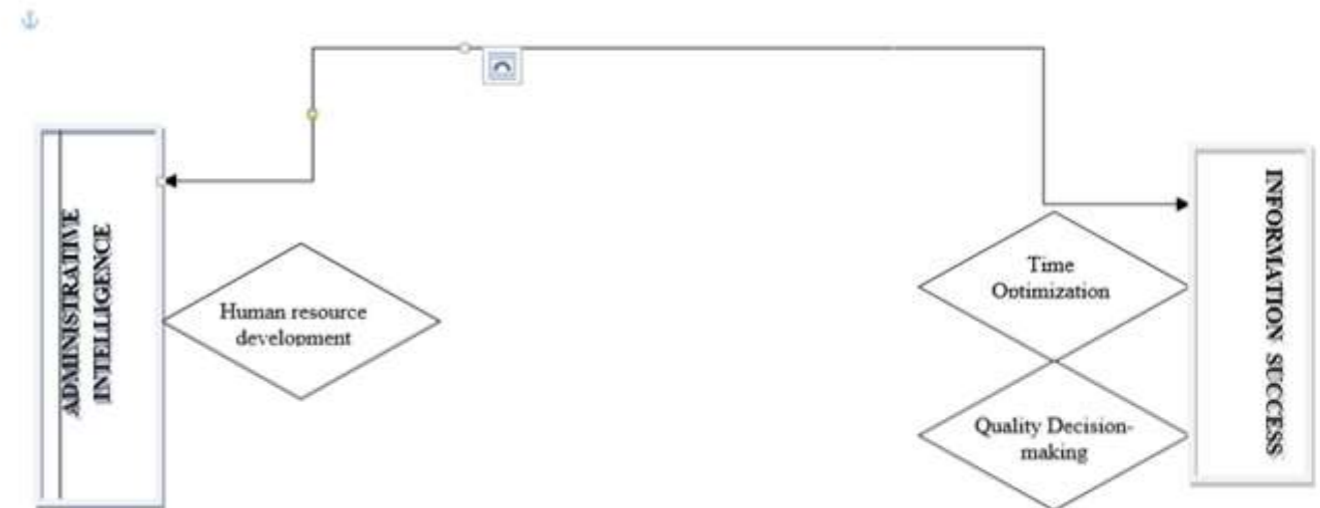 ADMINISTRATIVE
INTELLIGENCE
Human resource
development
Time
Optimization
Quality Decision-
making
INFORMATION SUCCESS